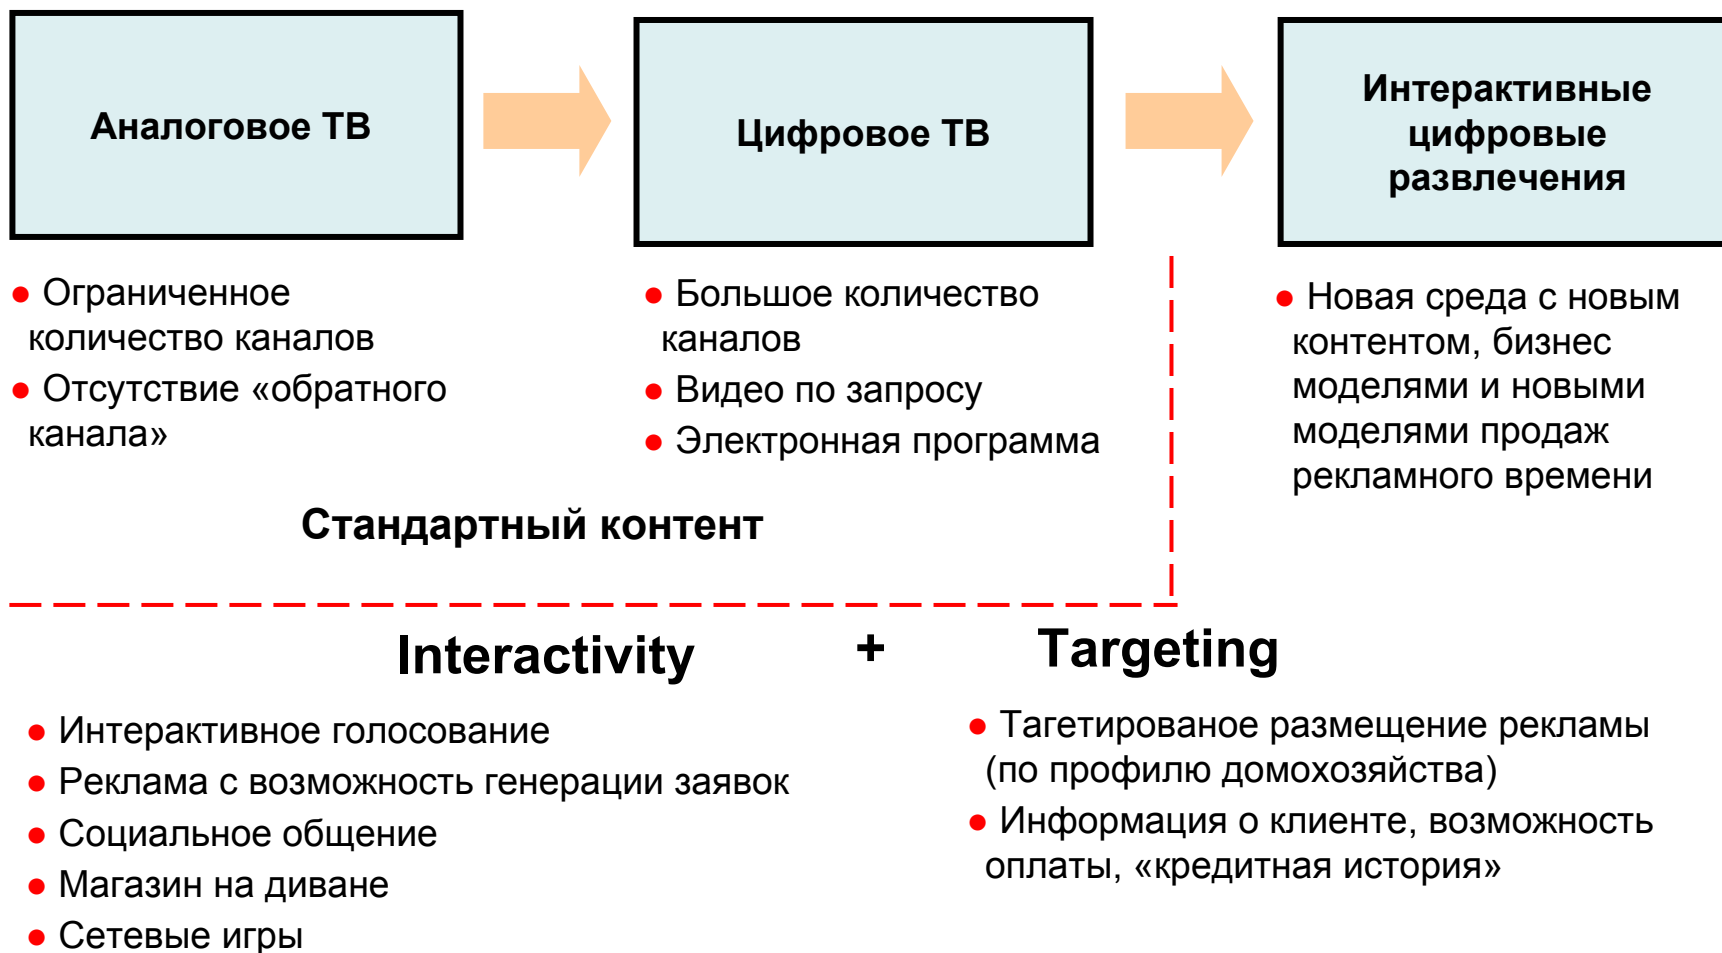 Аналоговое ТВ
Цифровое ТВ
Интерактивные
цифровые
развлечения
● Ограниченное
количество каналов
● Отсутствие «обратного
канала»
● Большое количество
каналов
● Видео по запросу
● Электронная программа
● Новая среда с новым
контентом, бизнес
моделями и новыми
моделями продаж
рекламного времени
Стандартный контент
Interactivity + Targeting
● Интерактивное голосование
● Реклама с возможность генерации заявок
● Социальное общение
● Магазин на диване
● Сетевые игры
● Тагетированое размещение рекламы
(по профилю домохозяйства)
● Информация о клиенте, возможность
оплаты, «кредитная история»